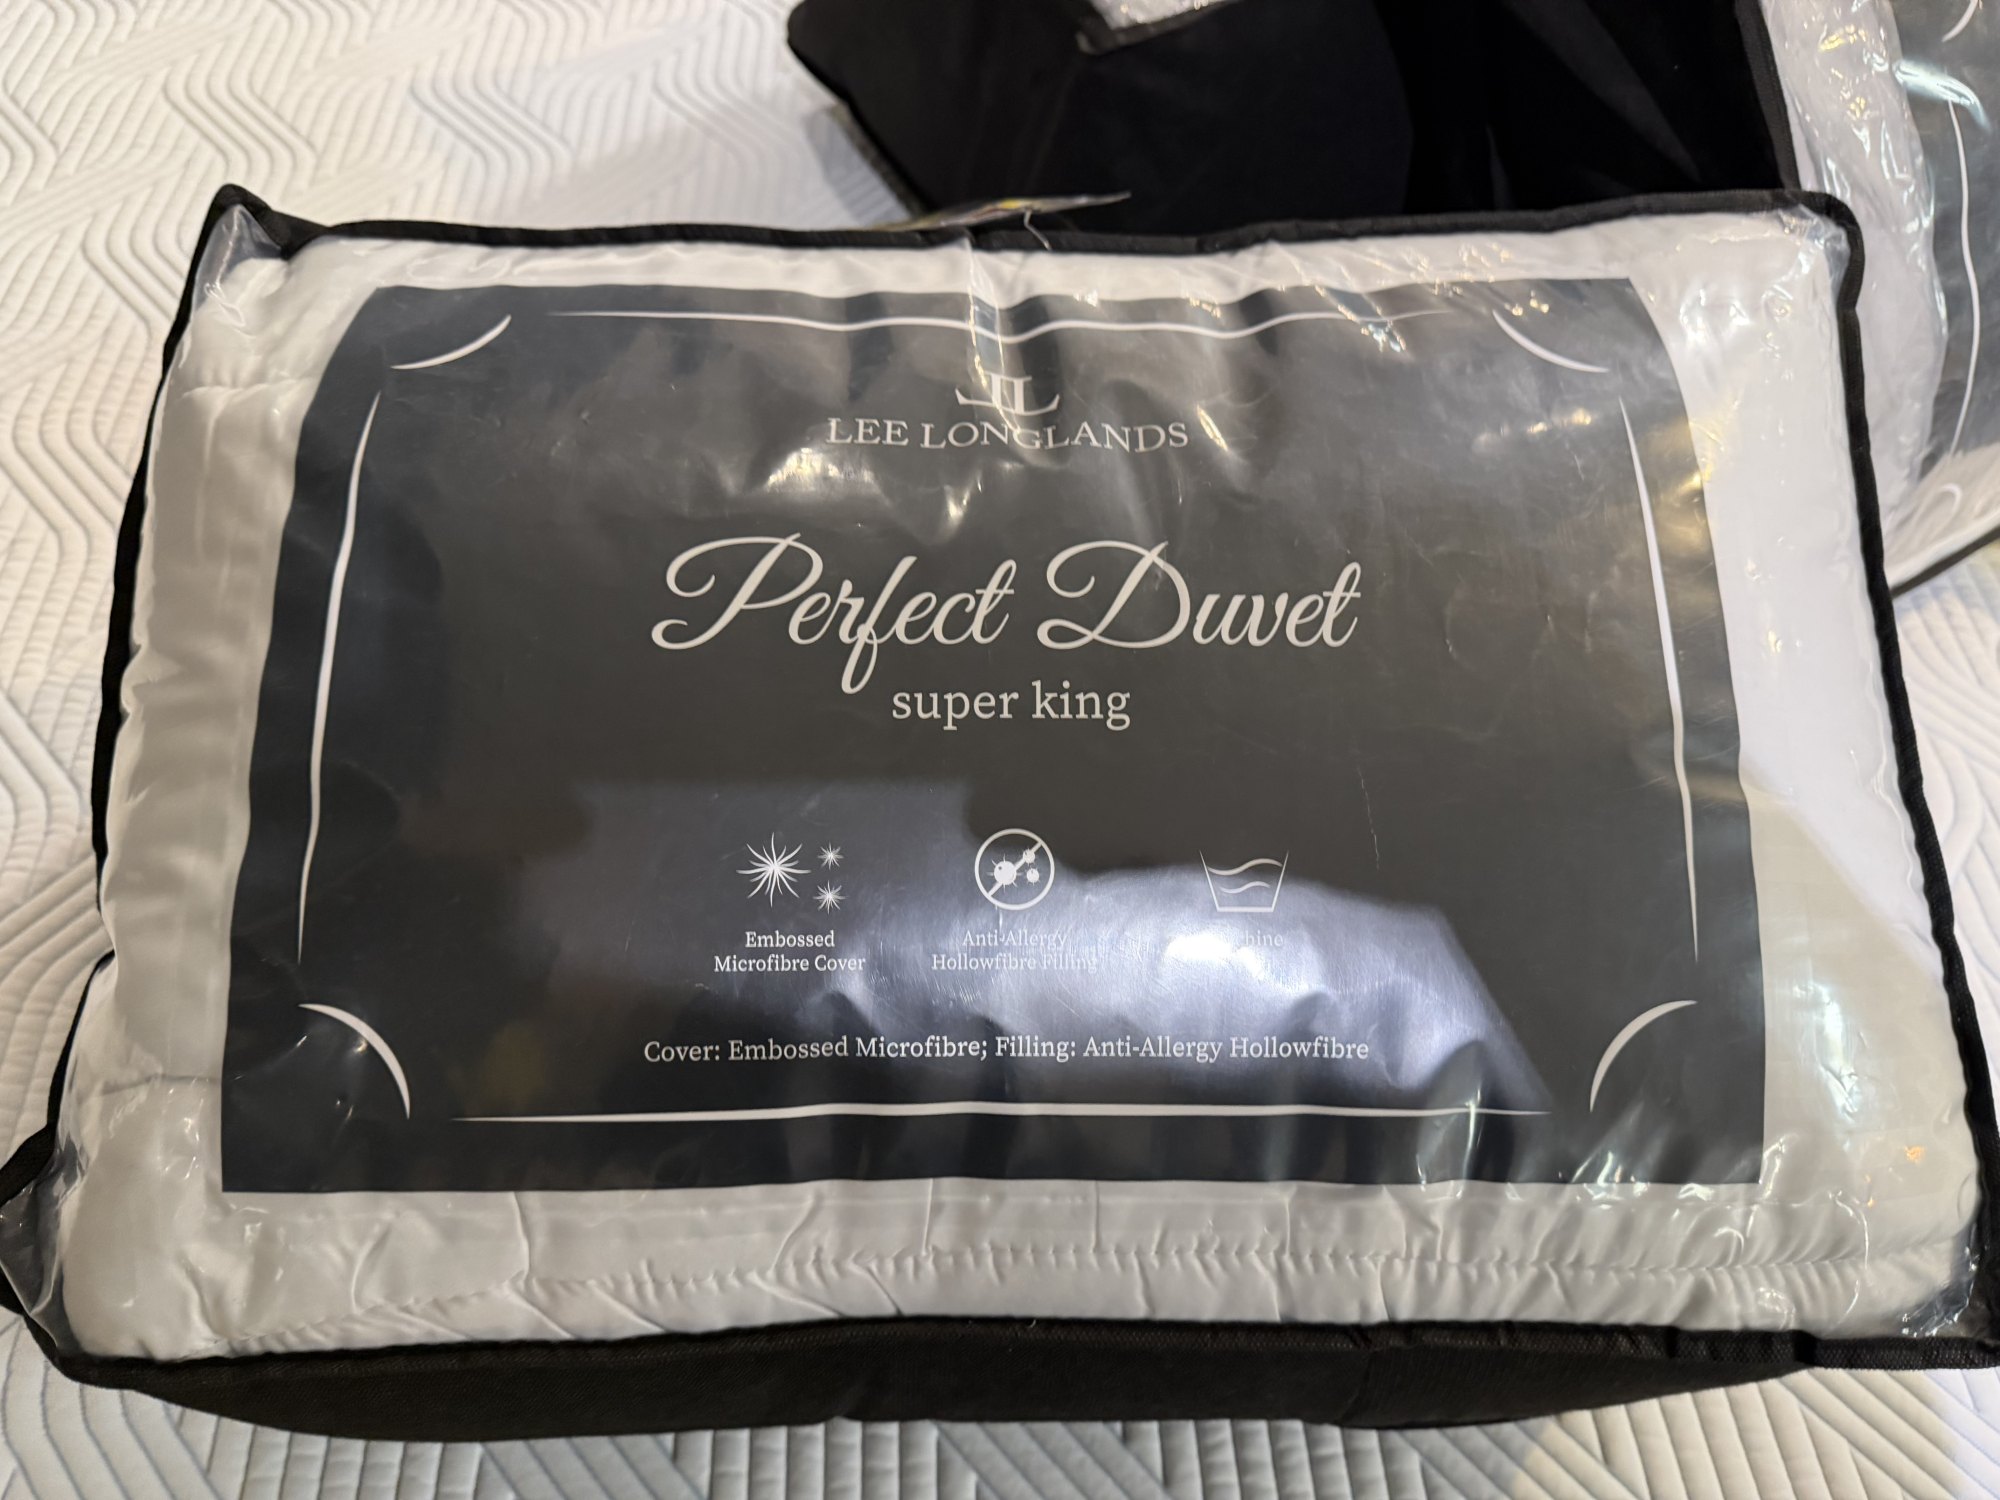 LEE LONGLANDS
Perfect Duvet
super king
Embossed
Microfibre Cover
Anti-Allergy
Hollowfibre Filling
Cover: Embossed Microfibre; Filling: Anti-Allergy Hollowfibre